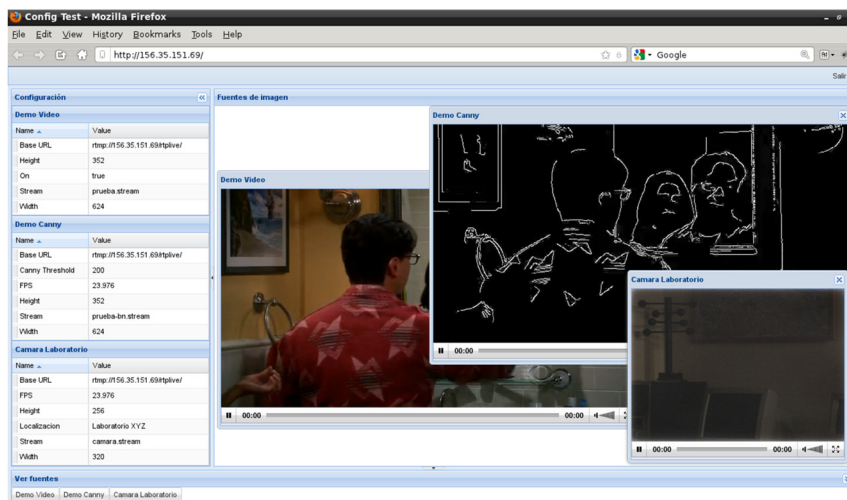 Config Test - Mozilla Firefox
File Edit View History Bookmarks Tools Help
http://156.35.151.69/
Google
Salir
Configuración
Fuentes de imagen
Demo Video
Name Value
Base URL rtmp://156.35.151.69/rtplive/
Height 352
On true
Stream prueba.stream
Width 624
Demo Canny
Name Value
Base URL rtmp://156.35.151.69/rtplive/
Canny Threshold 200
FPS 23.976
Height 352
Stream prueba-bn.stream
Width 624
Camara Laboratorio
Name Value
Base URL rtmp://156.35.151.69/rtplive/
FPS 23.976
Height 256
Localizacion Laboratorio XYZ
Stream camara.stream
Width 320
Demo Video
00:00 00:00
Demo Canny
00:00
Camara Laboratorio
00:00 00:00
Ver fuentes
Demo Video Demo Canny Camara Laboratorio